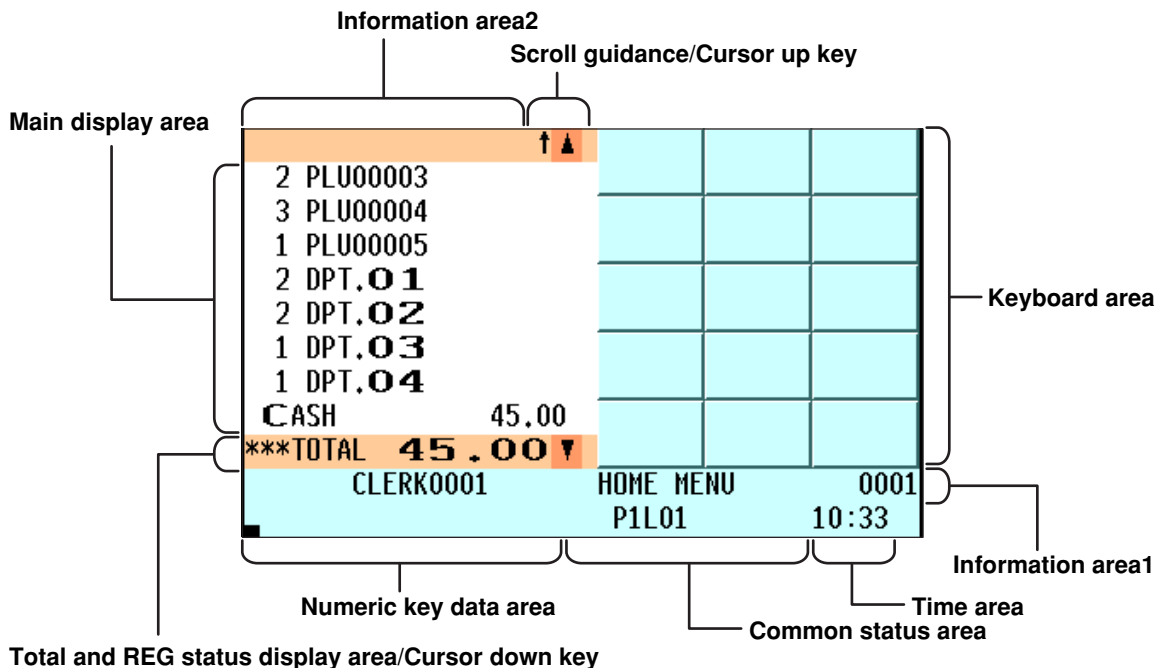 Information area2
Scroll guidance/Cursor up key
Main display area
2 PLU00003
3 PLU00004
1 PLU00005
2 DPT.01
2 DPT.02
1 DPT.03
1 DPT.04
CASH 45.00
***TOTAL 45.00
Keyboard area
CLERK0001 HOME MENU 0001
P1L01 10:33
Information area1
Numeric key data area
Time area
Common status area
Total and REG status display area/Cursor down key